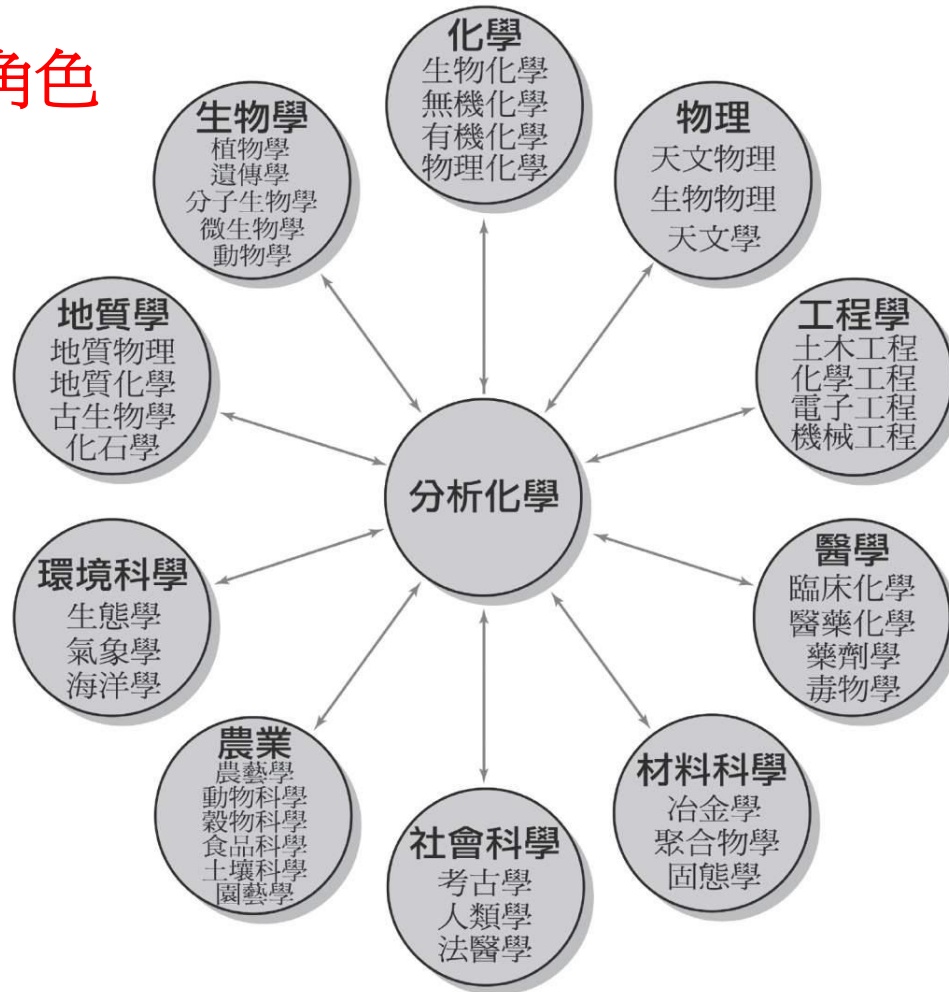 角色
化學
生物化學
無機化學
有機化學
物理化學
生物學
植物學
遺傳學
分子生物學
微生物學
動物學
物理
天文物理
生物物理
天文學
地質學
地質物理
地質化學
古生物學
化石學
工程學
土木工程
化學工程
電子工程
機械工程
分析化學
環境科學
生態學
氣象學
海洋學
醫學
臨床化學
醫藥化學
藥劑學
毒物學
農業
農藝學
動物科學
穀物科學
食品科學
土壤科學
園藝學
社會科學
考古學
人類學
法醫學
材料科學
冶金學
聚合物學
固態學